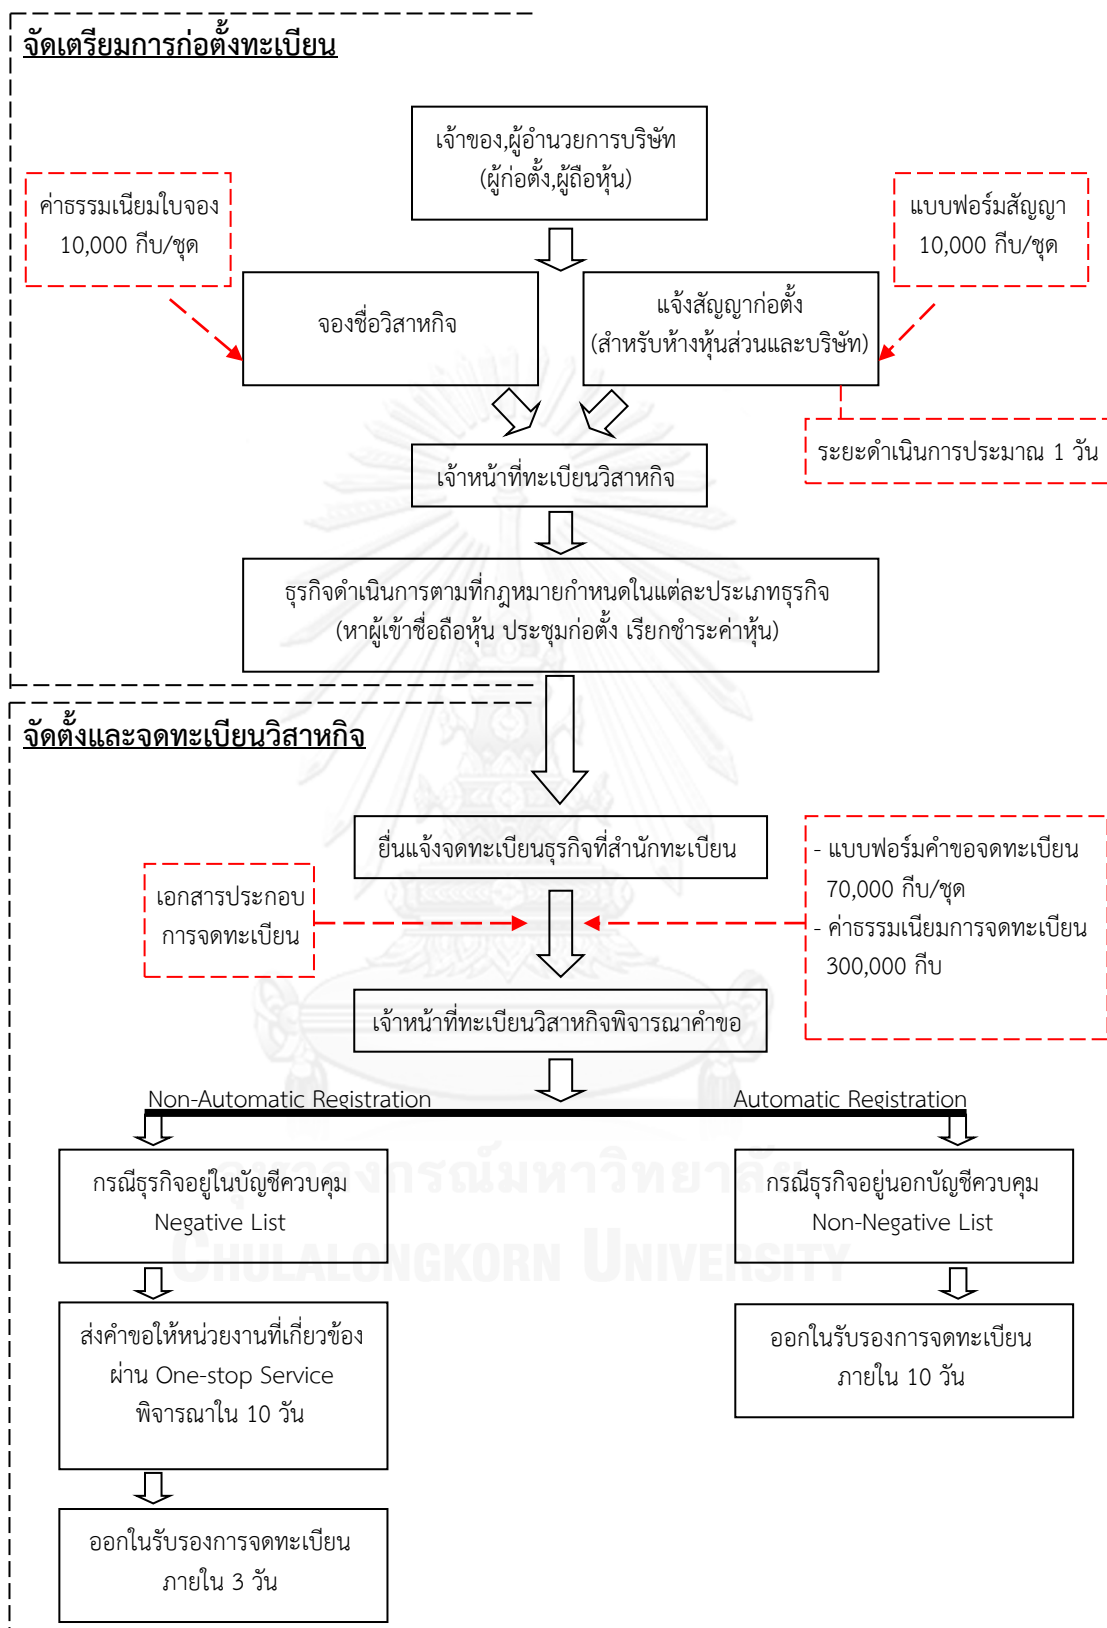 จัดเตรียมการก่อตั้งทะเบียน
เจ้าของ,ผู้อำนวยการบริษัท
(ผู้ก่อตั้ง,ผู้ถือหุ้น)
ค่าธรรมเนียมใบจอง
10,000 กีบ/ชุด
แบบฟอร์มสัญญา
10,000 กีบ/ชุด
จองชื่อวิสาหกิจ
แจ้งสัญญาก่อตั้ง
(สำหรับห้างหุ้นส่วนและบริษัท)
ระยะดำเนินการประมาณ 1 วัน
เจ้าหน้าที่ทะเบียนวิสาหกิจ
ธุรกิจดำเนินการตามที่กฎหมายกำหนดในแต่ละประเภทธุรกิจ
(หาผู้เข้าชื่อถือหุ้น ประชุมก่อตั้ง เรียกชำระค่าหุ้น)
จัดตั้งและจดทะเบียนวิสาหกิจ
ยื่นแจ้งจดทะเบียนธุรกิจที่สำนักทะเบียน
เอกสารประกอบ
การจดทะเบียน
- แบบฟอร์มคำขอจดทะเบียน
70,000 กีบ/ชุด
- ค่าธรรมเนียมการจดทะเบียน
300,000 กีบ
เจ้าหน้าที่ทะเบียนวิสาหกิจพิจารณาคำขอ
Non-Automatic Registration
Automatic Registration
กรณีธุรกิจอยู่ในบัญชีควบคุม
Negative List
กรณีธุรกิจอยู่นอกบัญชีควบคุม
Non-Negative List
จุฬาลงกรณ์มหาวิทยาลัย
CHULALONGKORN UNIVERSITY
ส่งคำขอให้หน่วยงานที่เกี่ยวข้อง
ผ่าน One-stop Service
พิจารณาใน 10 วัน
ออกในรับรองการจดทะเบียน
ภายใน 10 วัน
ออกในรับรองการจดทะเบียน
ภายใน 3 วัน